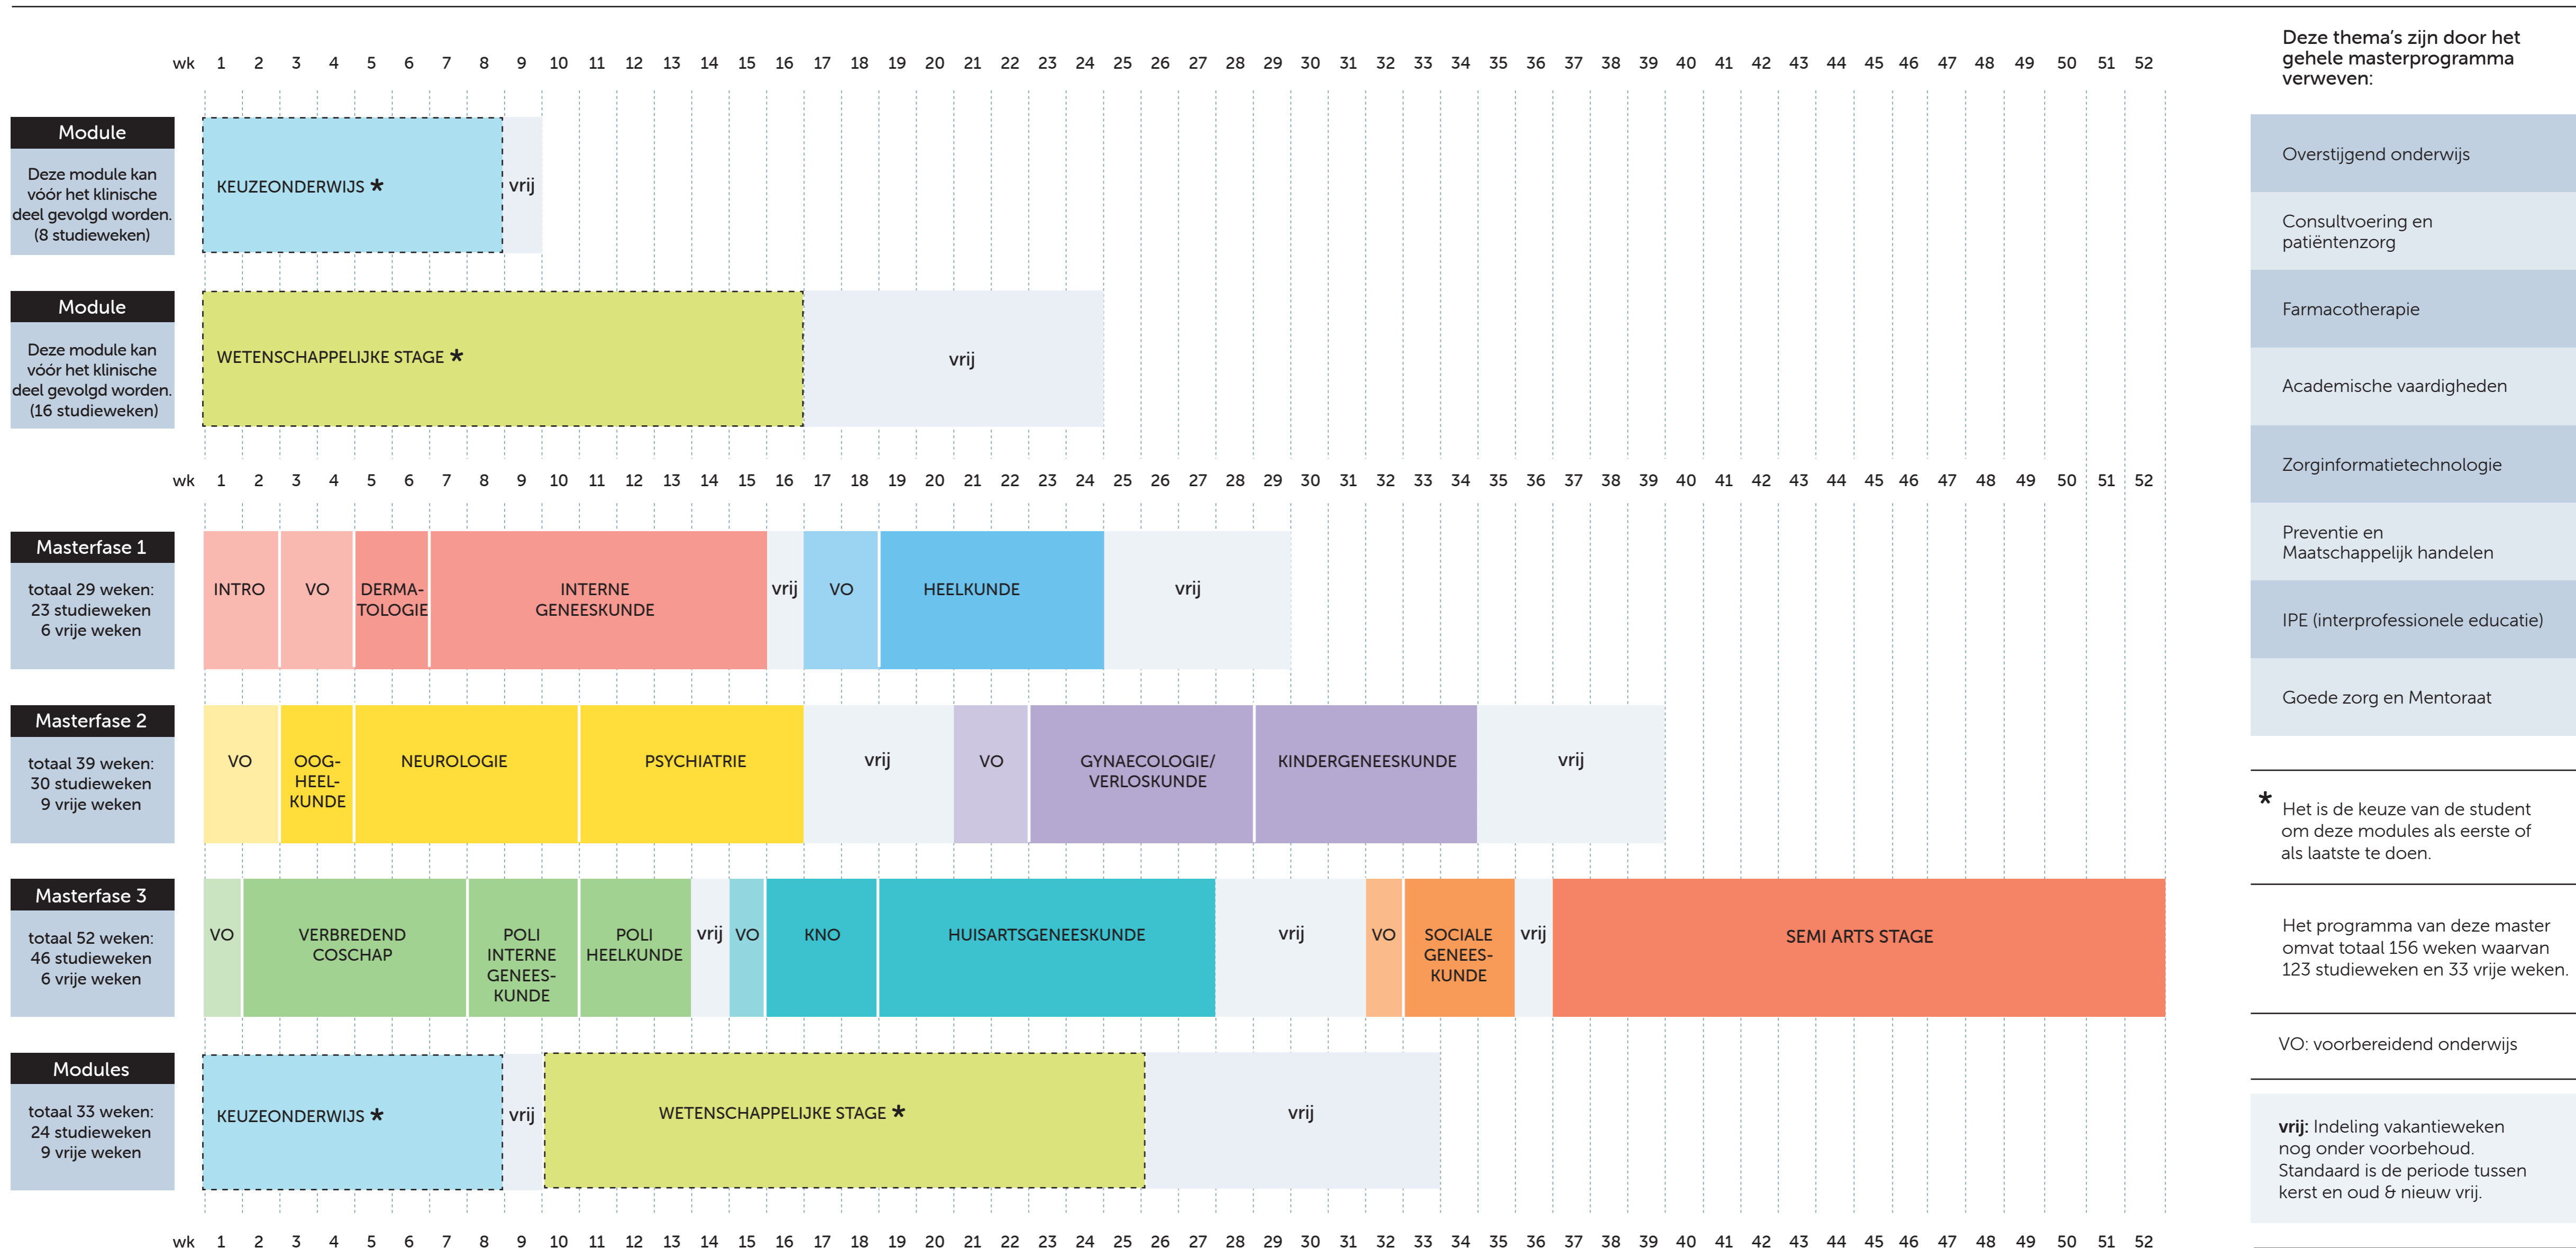 wk 1 2 3 4 5 6 7 8 9 10 11 12 13 14 15 16 17 18 19 20 21 22 23 24 25 26 27 28 29 30 31 32 33 34 35 36 37 38 39 40 41 42 43 44 45 46 47 48 49 50 51 52
Module
Deze module kan
vóór het klinische
deel gevolgd worden.
(8 studieweken)
KEUZEONDERWIJS *
vrij
Module
Deze module kan
vóór het klinische
deel gevolgd worden.
(16 studieweken)
WETENSCHAPPELIJKE STAGE *
vrij
wk 1 2 3 4 5 6 7 8 9 10 11 12 13 14 15 16 17 18 19 20 21 22 23 24 25 26 27 28 29 30 31 32 33 34 35 36 37 38 39 40 41 42 43 44 45 46 47 48 49 50 51 52
Masterfase 1
totaal 29 weken:
23 studieweken
6 vrije weken
INTRO
VO
DERMA-
TOLOGIE
INTERNE
GENEESKUNDE
vrij
VO
HEELKUNDE
vrij
Masterfase 2
totaal 39 weken:
30 studieweken
9 vrije weken
VO
OOG-
HEEL-
KUNDE
NEUROLOGIE
PSYCHIATRIE
vrij
VO
GYNAECOLOGIE/
VERLOSKUNDE
KINDERGENEESKUNDE
vrij
Masterfase 3
totaal 52 weken:
46 studieweken
6 vrije weken
VO
VERBREDEND
COSCHAP
POLI
INTERNE
GENEES-
KUNDE
POLI
HEELKUNDE
vrij
VO
KNO
HUISARTSGENEESKUNDE
vrij
VO
SOCIALE
GENEES-
KUNDE
vrij
SEMI ARTS STAGE
Modules
totaal 33 weken:
24 studieweken
9 vrije weken
KEUZEONDERWIJS *
vrij
WETENSCHAPPELIJKE STAGE *
vrij
wk 1 2 3 4 5 6 7 8 9 10 11 12 13 14 15 16 17 18 19 20 21 22 23 24 25 26 27 28 29 30 31 32 33 34 35 36 37 38 39 40 41 42 43 44 45 46 47 48 49 50 51 52
Deze thema's zijn door het
gehele masterprogramma
verweven:
Overstijgend onderwijs
Consultvoering en
patiëntenzorg
Farmacotherapie
Academische vaardigheden
Zorginformatietechnologie
Preventie en
Maatschappelijk handelen
IPE (interprofessionele educatie)
Goede zorg en Mentoraat
* Het is de keuze van de student
om deze modules als eerste of
als laatste te doen.
Het programma van deze master
omvat totaal 156 weken waarvan
123 studieweken en 33 vrije weken.
VO: voorbereidend onderwijs
vrij: Indeling vakantieweken
nog onder voorbehoud.
Standaard is de periode tussen
kerst en oud & nieuw vrij.